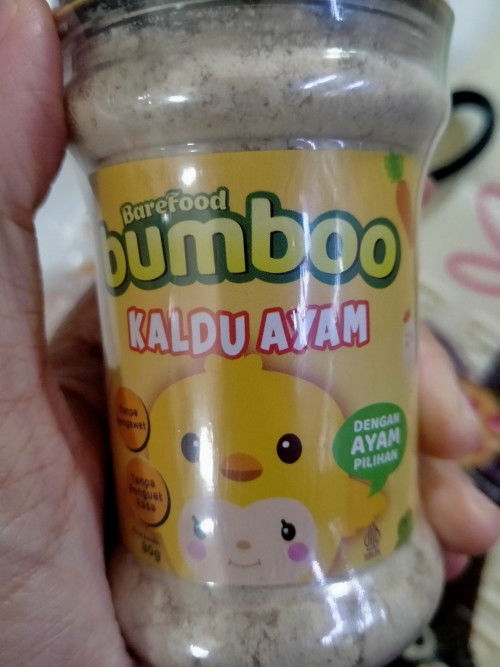 Barefood
bumboo
KALDU AYAM
Tanpa
Pengawet
DENGAN
AYAM
PILIHAN
Tanpa
Penguat
rasa
80g